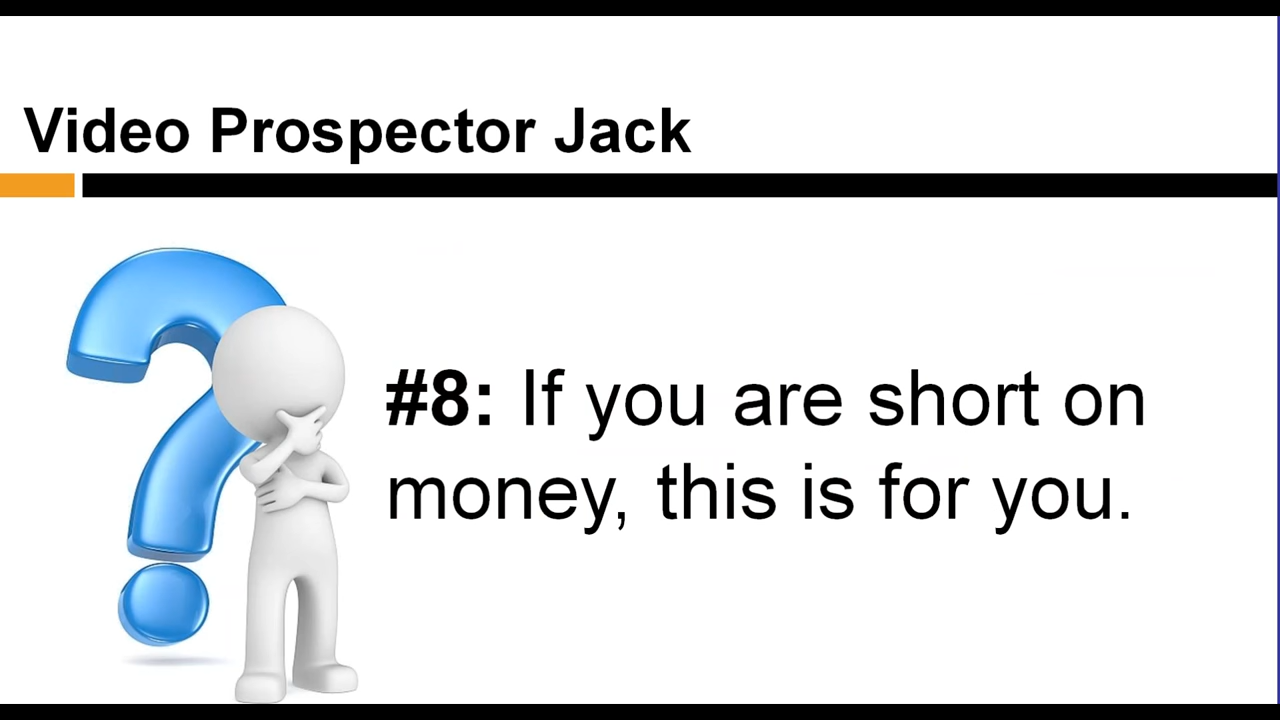 Video Prospector Jack
#8: If you are short on
money, this is for you.